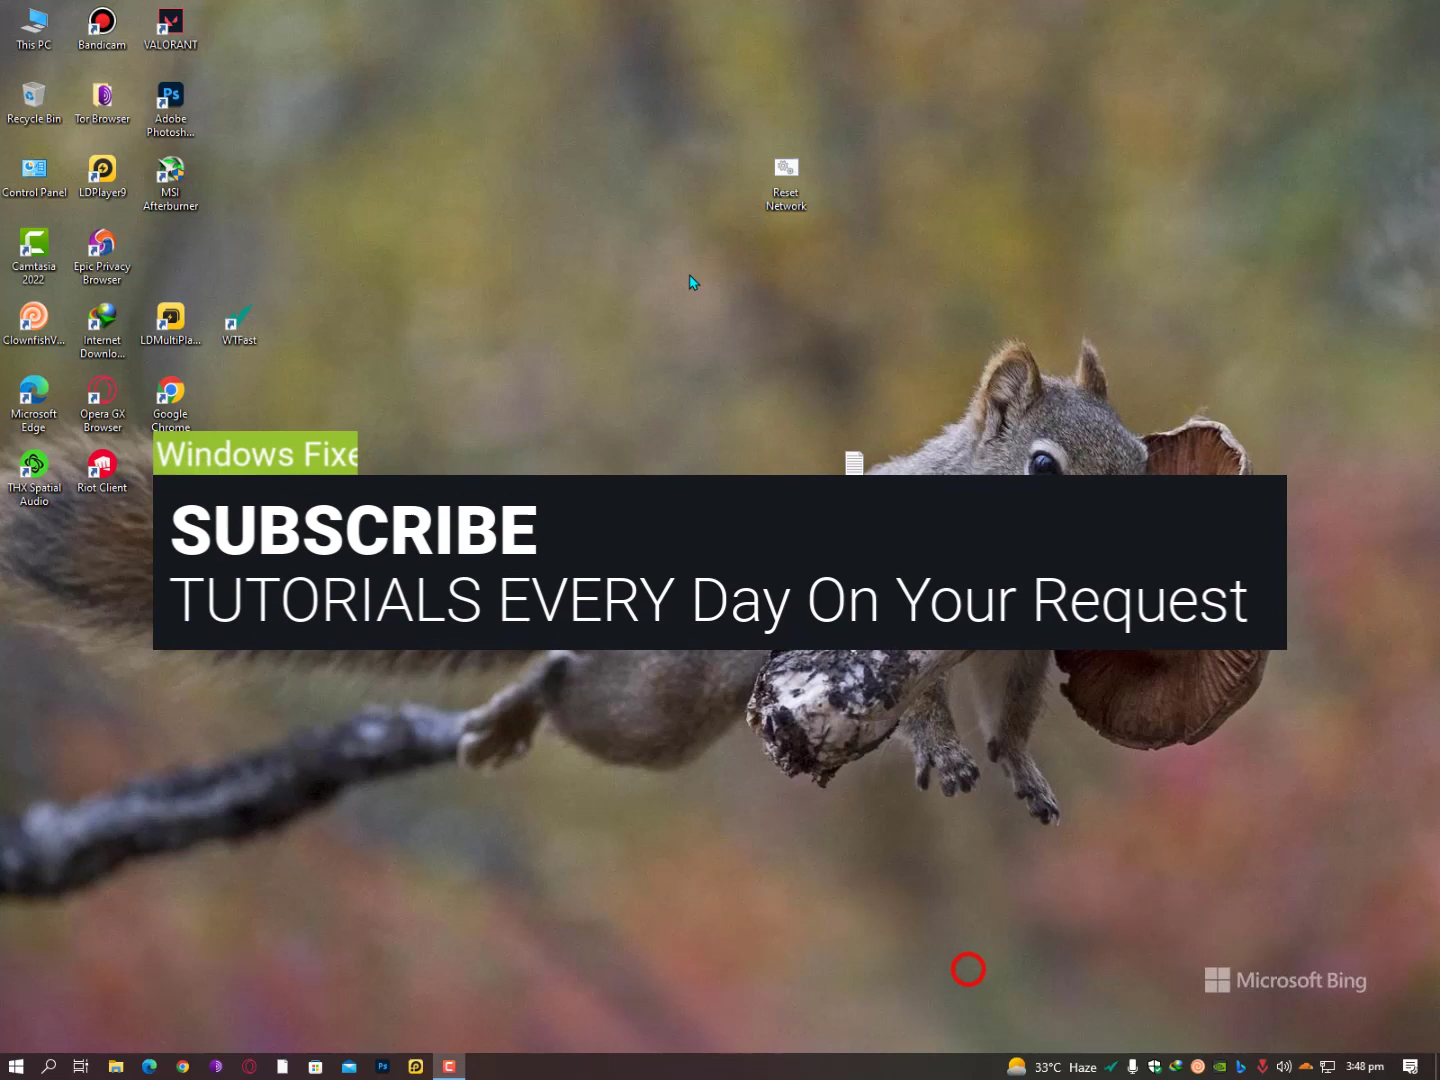 This PC
Bandicam
VALORANT
Recycle Bin
Tor Browser
Adobe
Photosh...
Control Panel
LDPlayer9
MSI
Afterburner
Reset
Network
Camtasia
2022
Epic Privacy
Browser
ClownfishV...
Internet
Downlo...
LDMultiPla...
WTFast
Microsoft
Edge
Opera GX
Browser
Google
Chrome
Windows Fixe
THX Spatial
Audio
Riot Client
SUBSCRIBE
TUTORIALS EVERY Day On Your Request
Microsoft Bing
33°C Haze
3:48 pm